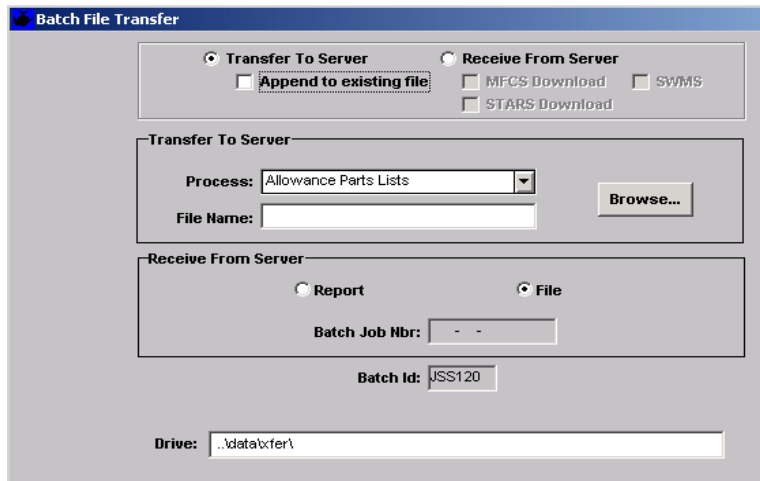 Batch File Transfer
Transfer To Server Receive From Server
Append to existing file MFCS Download SWMS
STARS Download
Transfer To Server
Process: Allowance Parts Lists
Browse...
File Name:
Receive From Server
Report File
Batch Job Nbr: - -
Batch Id: JSS120
Drive: ..\data\xfer\